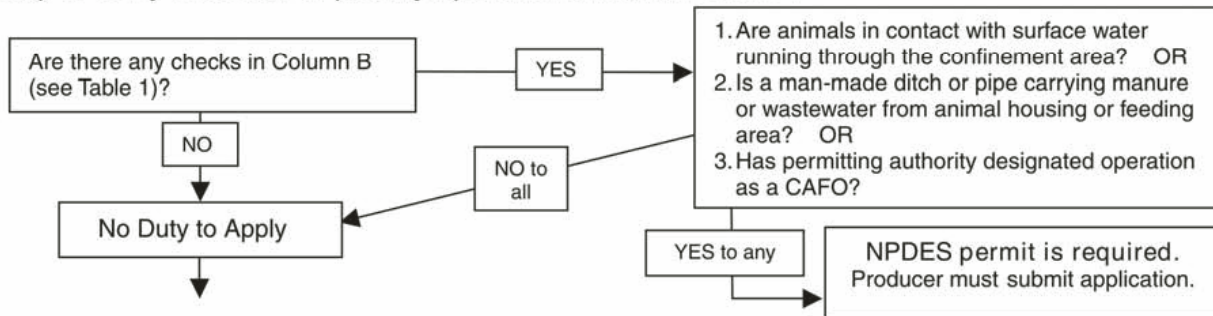 Are there any checks in Column B
(see Table 1)?
YES
1. Are animals in contact with surface water
running through the confinement area? OR
2. Is a man-made ditch or pipe carrying manure
or wastewater from animal housing or feeding
area? OR
3. Has permitting authority designated operation
as a CAFO?
NO
NO to
all
No Duty to Apply
YES to any
NPDES permit is required.
Producer must submit application.